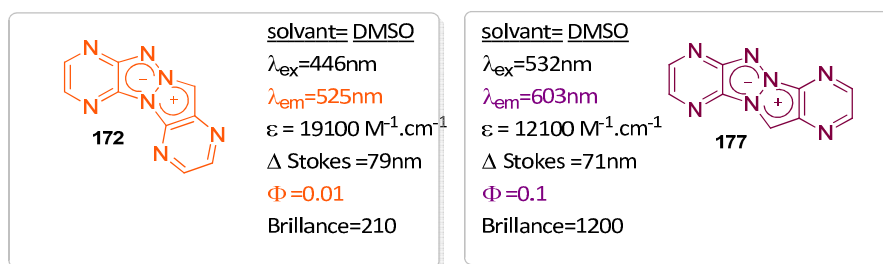 solvant= DMSO
λex=446nm
λem=525nm
ε = 19100 M-1.cm-1
Δ Stokes =79nm
Φ =0.01
Brillance=210
N
N
N
N
N
N
N
−
+
172
solvant= DMSO
λex=532nm
λem=603nm
ε = 12100 M-1.cm-1
Δ Stokes =71nm
Φ =0.1
Brillance=1200
N
N
N
N
N
N
N
−
+
177